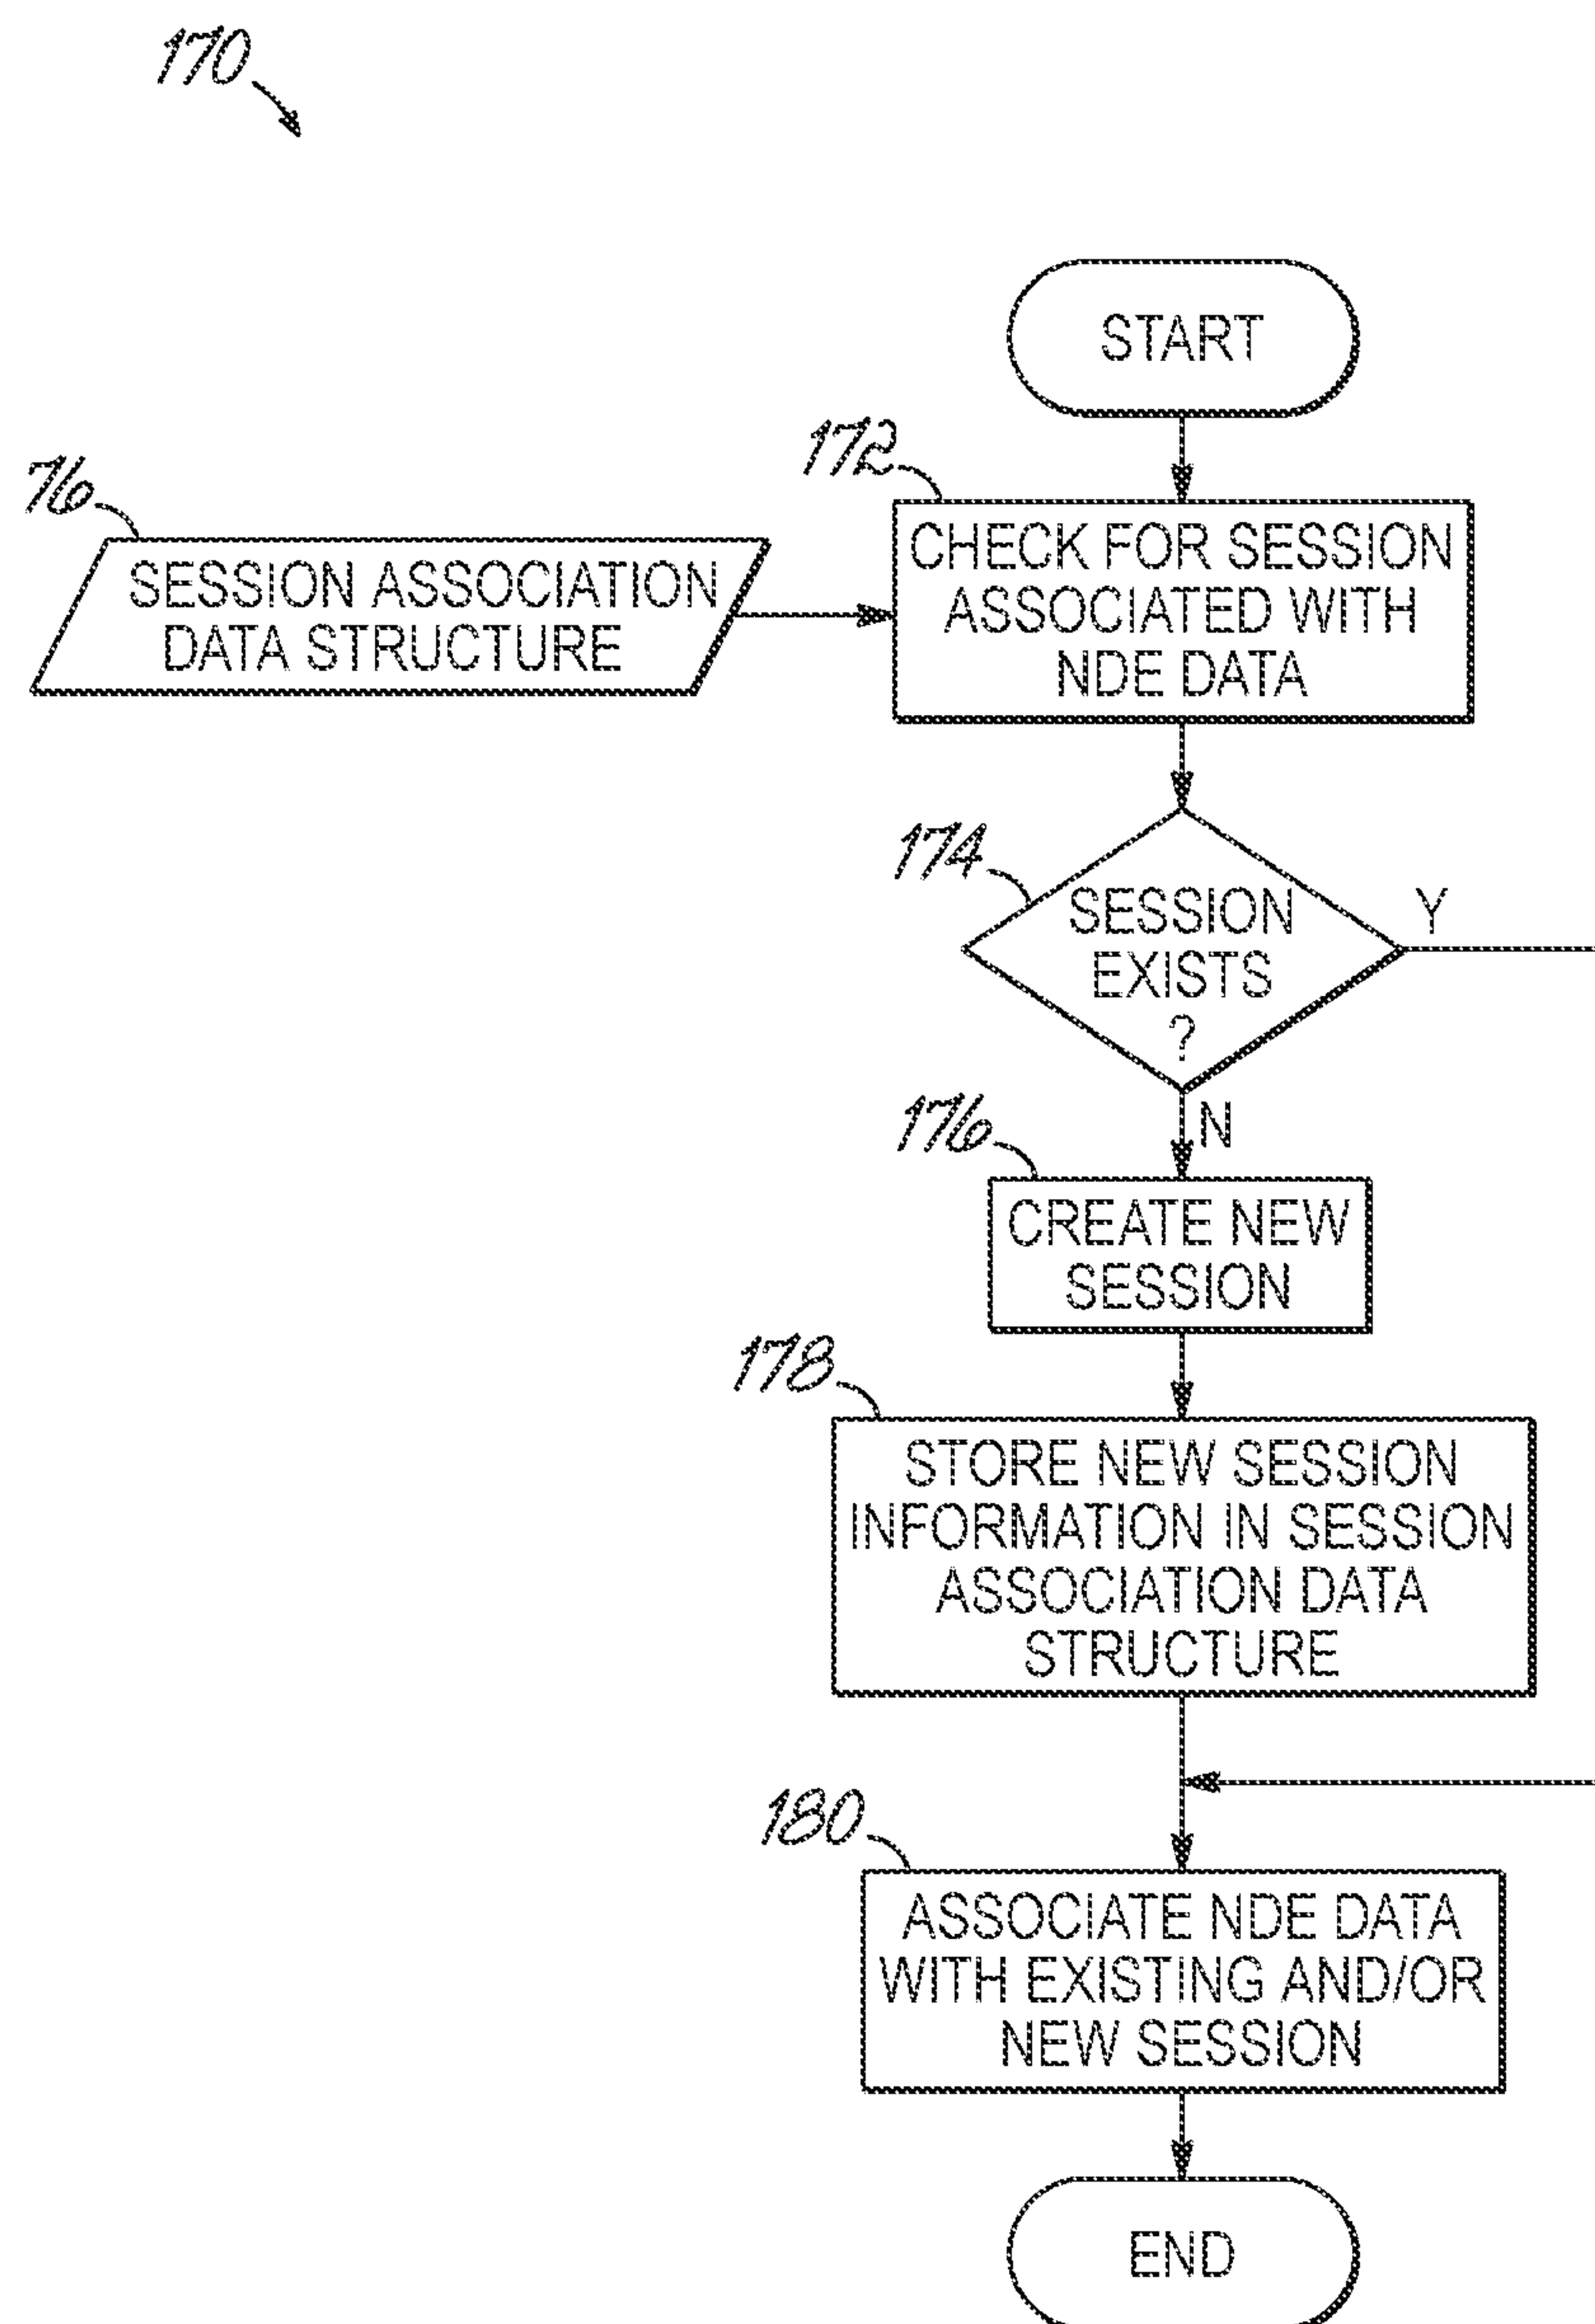 170
START
172
CHECK FOR SESSION
ASSOCIATED WITH
NDE DATA
76
SESSION ASSOCIATION
DATA STRUCTURE
174
SESSION
EXISTS
?
Y
N
176
CREATE NEW
SESSION
178
STORE NEW SESSION
INFORMATION IN SESSION
ASSOCIATION DATA
STRUCTURE
180
ASSOCIATE NDE DATA
WITH EXISTING AND/OR
NEW SESSION
END